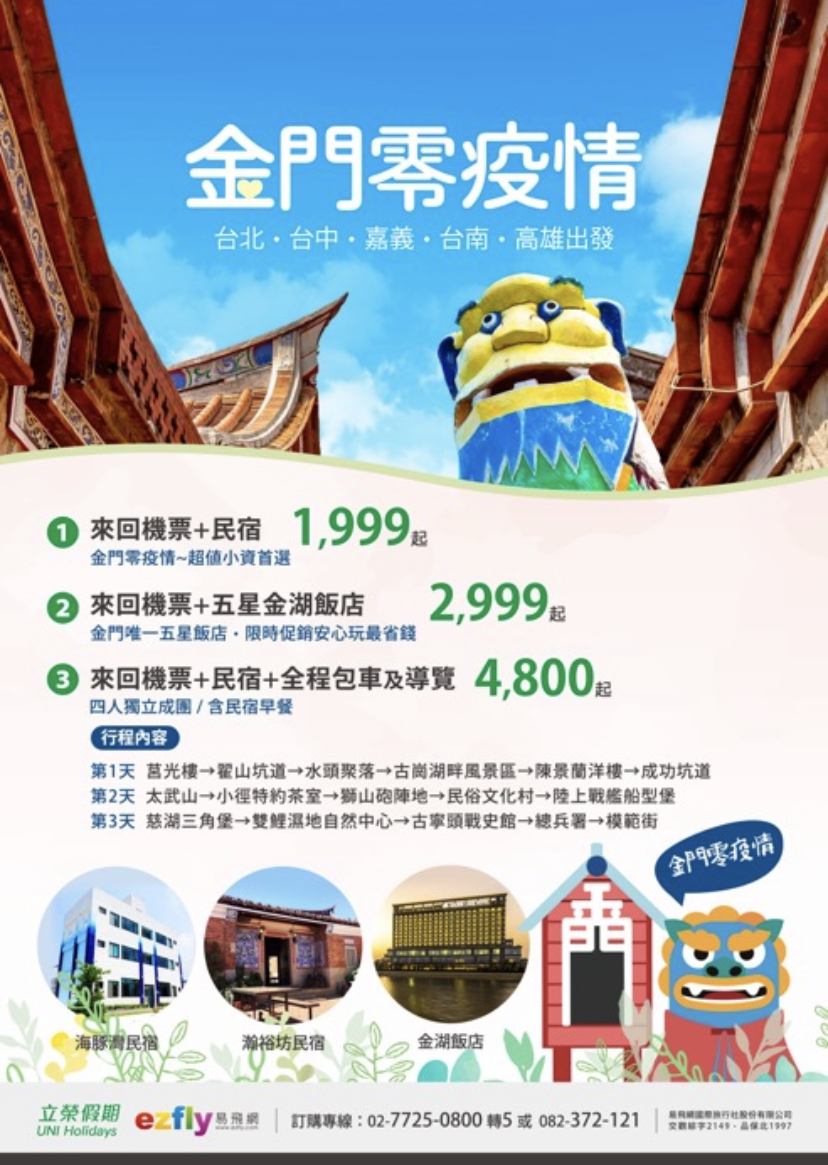 金門零疫情
台北・台中・嘉義・台南・高雄出發
1 來回機票+民宿 1,999起
金門零疫情~超值小資首選
2 來回機票+五星金湖飯店 2,999起
金門唯一五星飯店・限時促銷安心玩最省錢
3 來回機票+民宿+全程包車及導覽 4,800起
四人獨立成團 / 含民宿早餐
行程內容
第1天 莒光樓→翟山坑道→水頭聚落→古崗湖畔風景區→陳景蘭洋樓→成功坑道
第2天 太武山→小徑特約茶室→獅山砲陣地→民俗文化村→陸上戰艦船型堡
第3天 慈湖三角堡→雙鯉濕地自然中心→古寧頭戰史館→總兵署→模範街
金門零疫情
海豚灣民宿
瀚裕坊民宿
金湖飯店
立榮假期
UNI Holidays
ezfly易飛網
www.ezfly.com
訂購專線：02-7725-0800 轉5 或 082-372-121
易飛網國際旅行社股份有限公司
交觀綜字2149・品保北1997